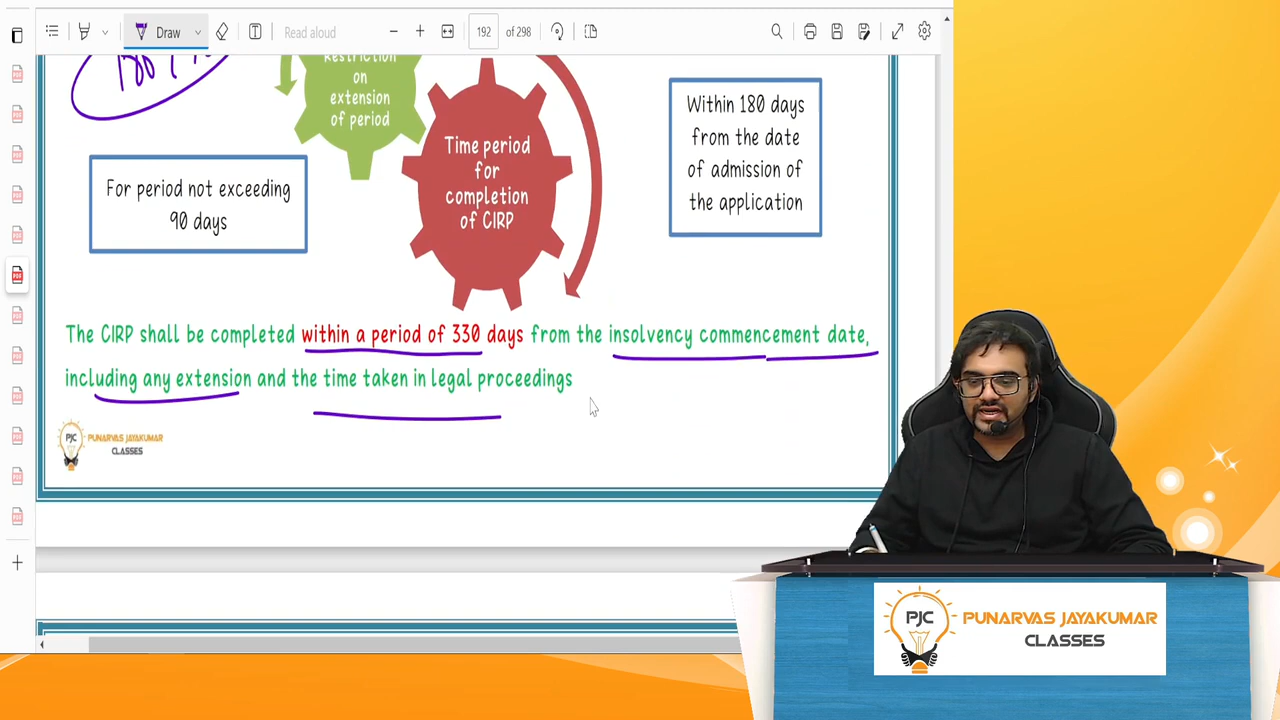 Draw
Read aloud
192
of 298
Restriction
on
extension
of period
Time period
for
completion
of CIRP
Within 180 days
from the date
of admission of
the application
For period not exceeding
90 days
The CIRP shall be completed within a period of 330 days from the insolvency commencement date,
including any extension and the time taken in legal proceedings
PJC
PUNARVAS JAYAKUMAR
CLASSES
PJC
PUNARVAS JAYAKUMAR
CLASSES